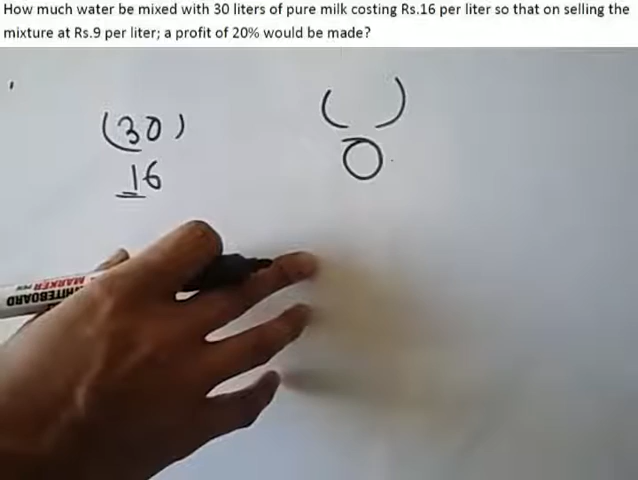 How much water be mixed with 30 liters of pure milk costing Rs.16 per liter so that on selling the
mixture at Rs.9 per liter; a profit of 20% would be made?
(30) ( )
16 0
MARKER
WHITEBOARD